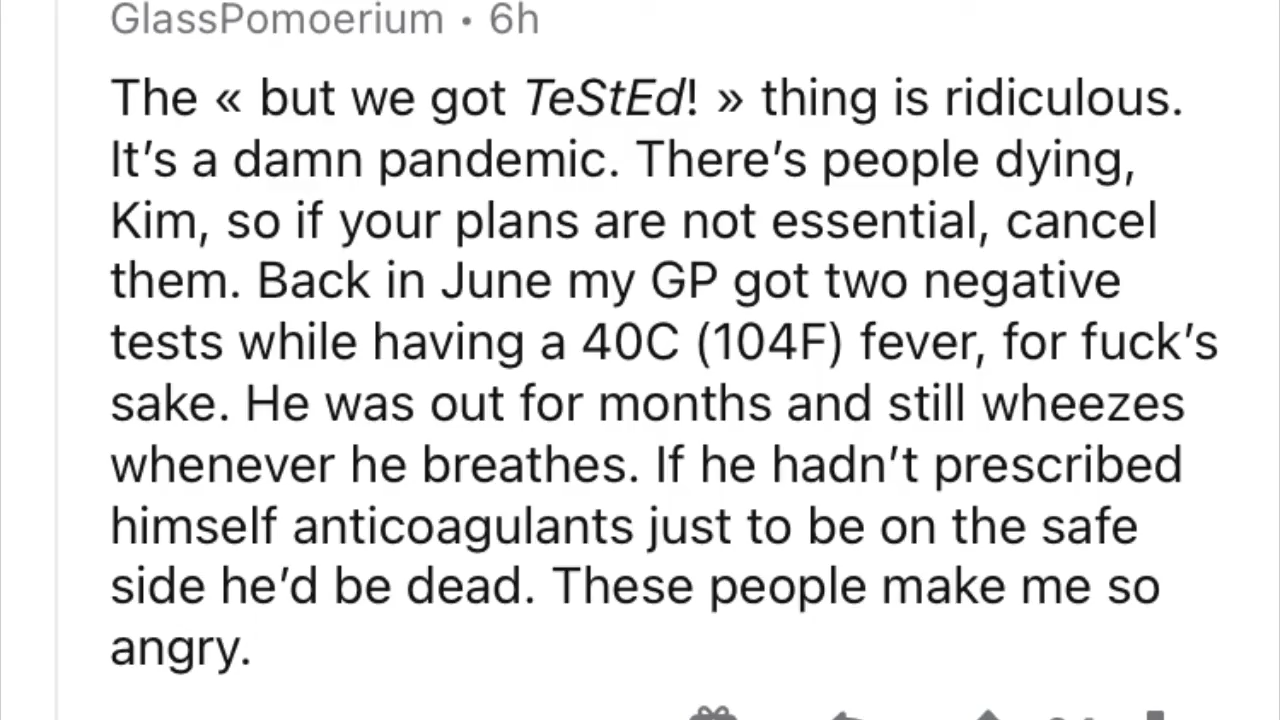 GlassPomoerium • 6h
The « but we got TeStEd! » thing is ridiculous.
It’s a damn pandemic. There’s people dying,
Kim, so if your plans are not essential, cancel
them. Back in June my GP got two negative
tests while having a 40C (104F) fever, for fuck’s
sake. He was out for months and still wheezes
whenever he breathes. If he hadn’t prescribed
himself anticoagulants just to be on the safe
side he’d be dead. These people make me so
angry.